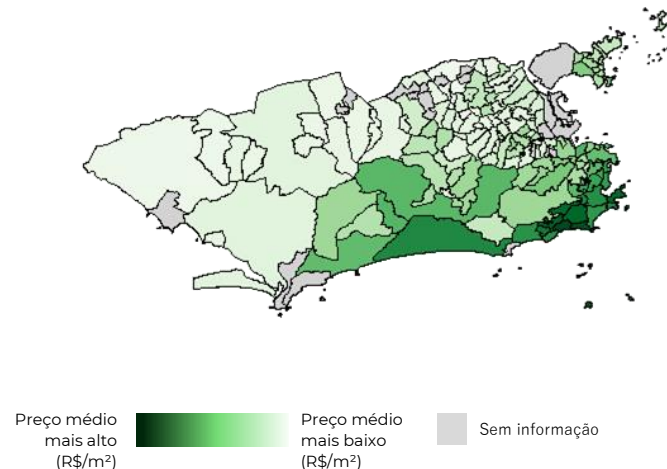 Preço médio
mais alto
(R$/m²)
Preço médio
mais baixo
(R$/m²)
Sem informação